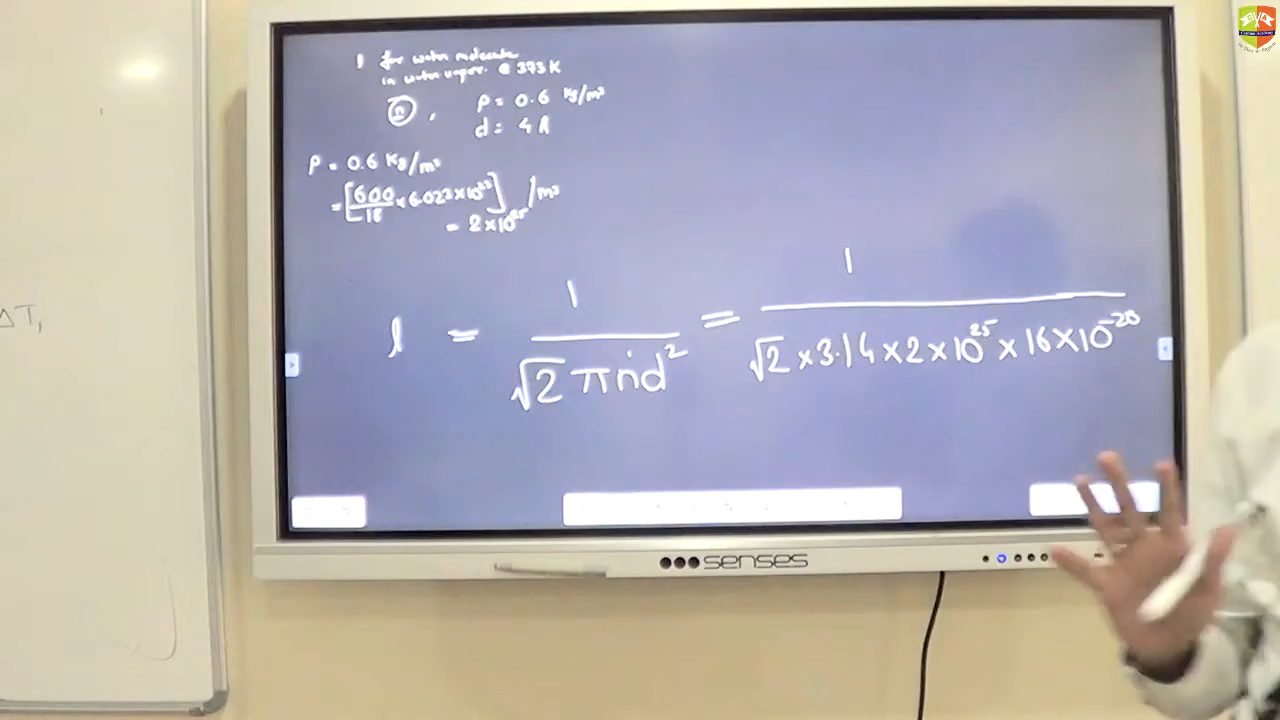 l for water molecule
in water vapor. @ 373 K
n , ρ = 0.6 Kg/m³
d = 4 Å
ρ = 0.6 Kg/m³
= [600/18 × 6.023×10²³] /m³
= 2×10²⁵
l = 1/(√2 π n d²) = 1/(√2 × 3.14 × 2 × 10²⁵ × 16 × 10⁻²⁰)
ΔT,
senses